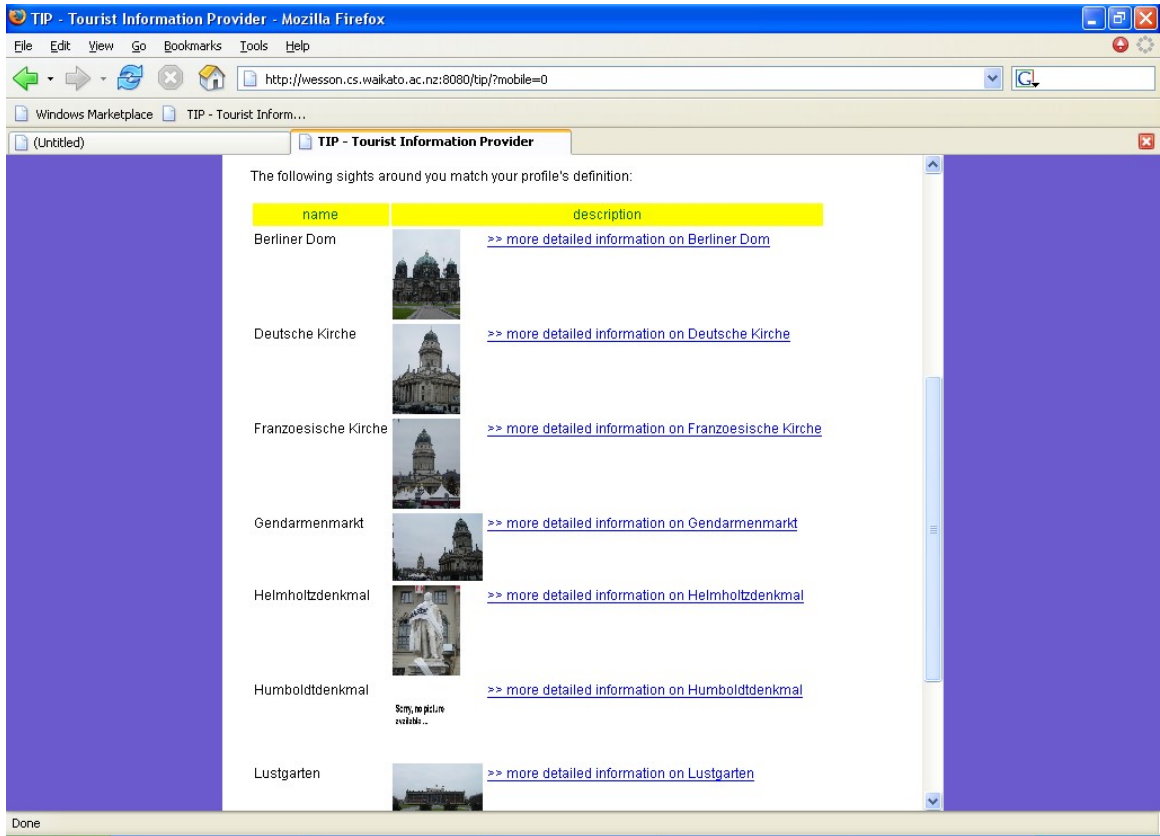 TIP - Tourist Information Provider - Mozilla Firefox
File Edit View Go Bookmarks Tools Help
http://wesson.cs.waikato.ac.nz:8080/tip/?mobile=0
G
Windows Marketplace TIP - Tourist Inform...
(Untitled) TIP - Tourist Information Provider
The following sights around you match your profile's definition:
name description
Berliner Dom >> more detailed information on Berliner Dom
Deutsche Kirche >> more detailed information on Deutsche Kirche
Franzoesische Kirche >> more detailed information on Franzoesische Kirche
Gendarmenmarkt >> more detailed information on Gendarmenmarkt
Helmholtzdenkmal >> more detailed information on Helmholtzdenkmal
Humboldtdenkmal >> more detailed information on Humboldtdenkmal
Sorry, no picture
available ...
Lustgarten >> more detailed information on Lustgarten
Done